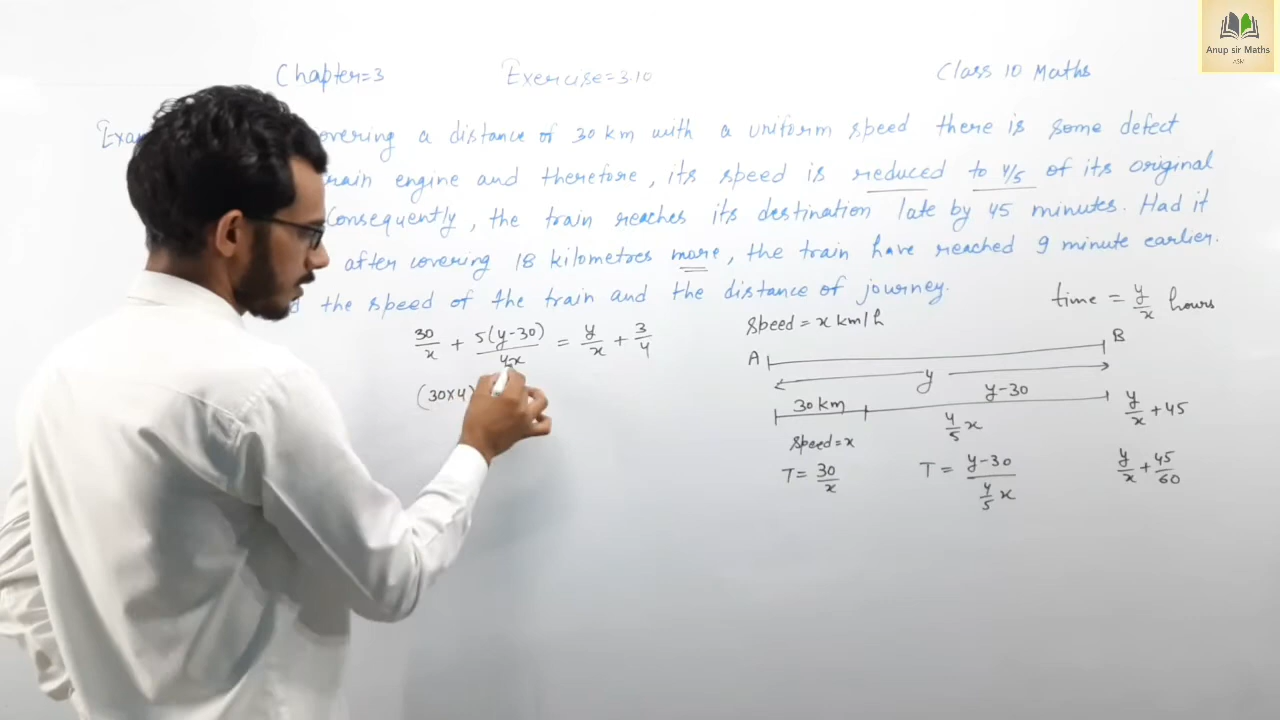 Anup sir Maths
ASM
Chapter=3 Exercise=3.10 Class 10 Maths
Exam overing a distance of 30 km with a uniform speed there is some defect
rain engine and therefore, its speed is reduced to 4/5 of its original
Consequently, the train reaches its destination late by 45 minutes. Had it
after covering 18 kilometres more, the train have reached 9 minute earlier.
d the speed of the train and the distance of journey.
time = y/x hours
30/x + 5(y-30)/4x = y/x + 3/4
(30×4)
Speed = x km/h
A B
y
30 km y-30
4/5 x y/x + 45
Speed=x
T = 30/x T = y-30/(4/5 x) y/x + 45/60